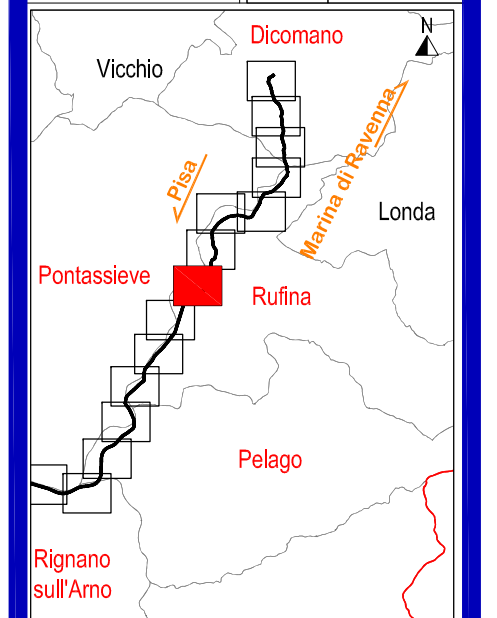 Dicomano
N
Vicchio
Marina di Ravenna
Pisa
Londa
Pontassieve
Rufina
Pelago
Rignano
sull'Arno